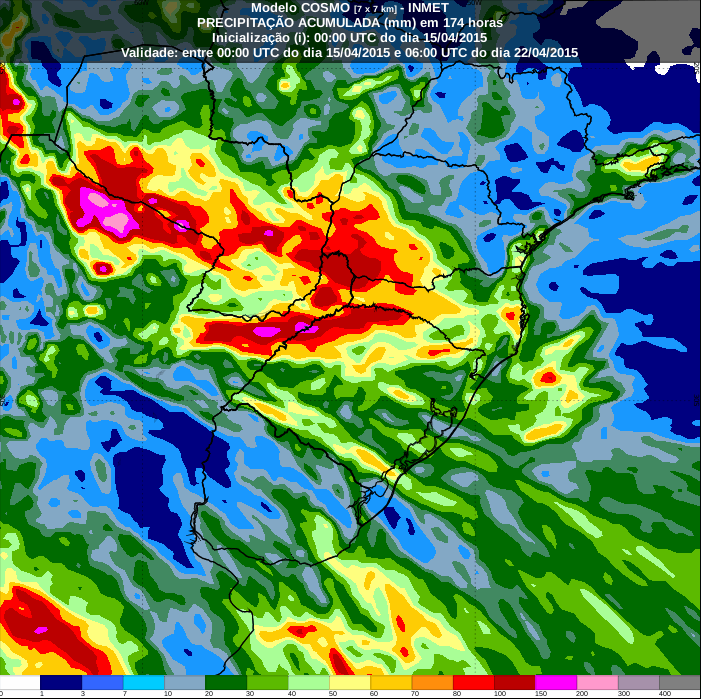 Modelo COSMO [7 x 7 km] - INMET
PRECIPITAÇÃO ACUMULADA (mm) em 174 horas
Inicialização (i): 00:00 UTC do dia 15/04/2015
Validade: entre 00:00 UTC do dia 15/04/2015 e 06:00 UTC do dia 22/04/2015
0 1 3 7 10 20 30 40 50 60 70 80 100 150 200 300 400